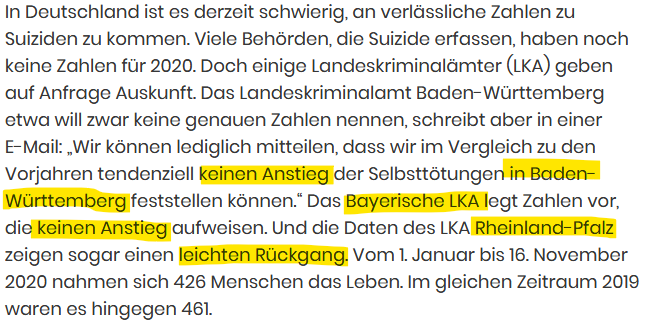 In Deutschland ist es derzeit schwierig, an verlässliche Zahlen zu
Suiziden zu kommen. Viele Behörden, die Suizide erfassen, haben noch
keine Zahlen für 2020. Doch einige Landeskriminalämter (LKA) geben
auf Anfrage Auskunft. Das Landeskriminalamt Baden-Württemberg
etwa will zwar keine genauen Zahlen nennen, schreibt aber in einer
E-Mail: „Wir können lediglich mitteilen, dass wir im Vergleich zu den
Vorjahren tendenziell keinen Anstieg der Selbsttötungen in Baden-
Württemberg feststellen können.“ Das Bayerische LKA legt Zahlen vor,
die keinen Anstieg aufweisen. Und die Daten des LKA Rheinland-Pfalz
zeigen sogar einen leichten Rückgang. Vom 1. Januar bis 16. November
2020 nahmen sich 426 Menschen das Leben. Im gleichen Zeitraum 2019
waren es hingegen 461.